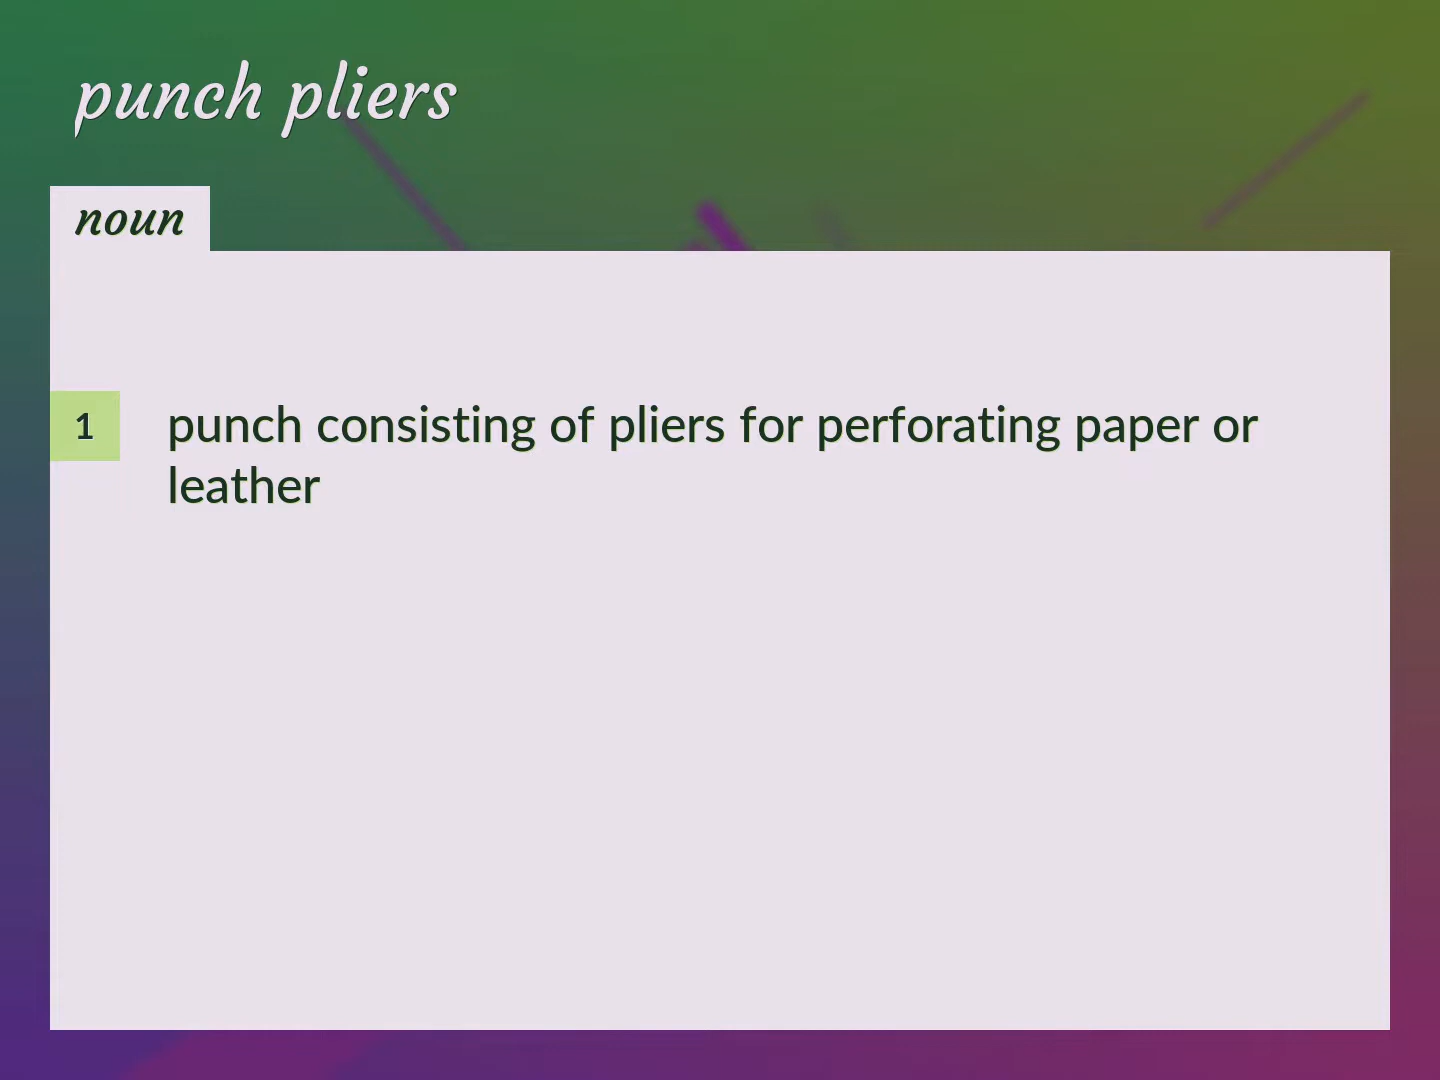 punch pliers
noun
1 punch consisting of pliers for perforating paper or
leather